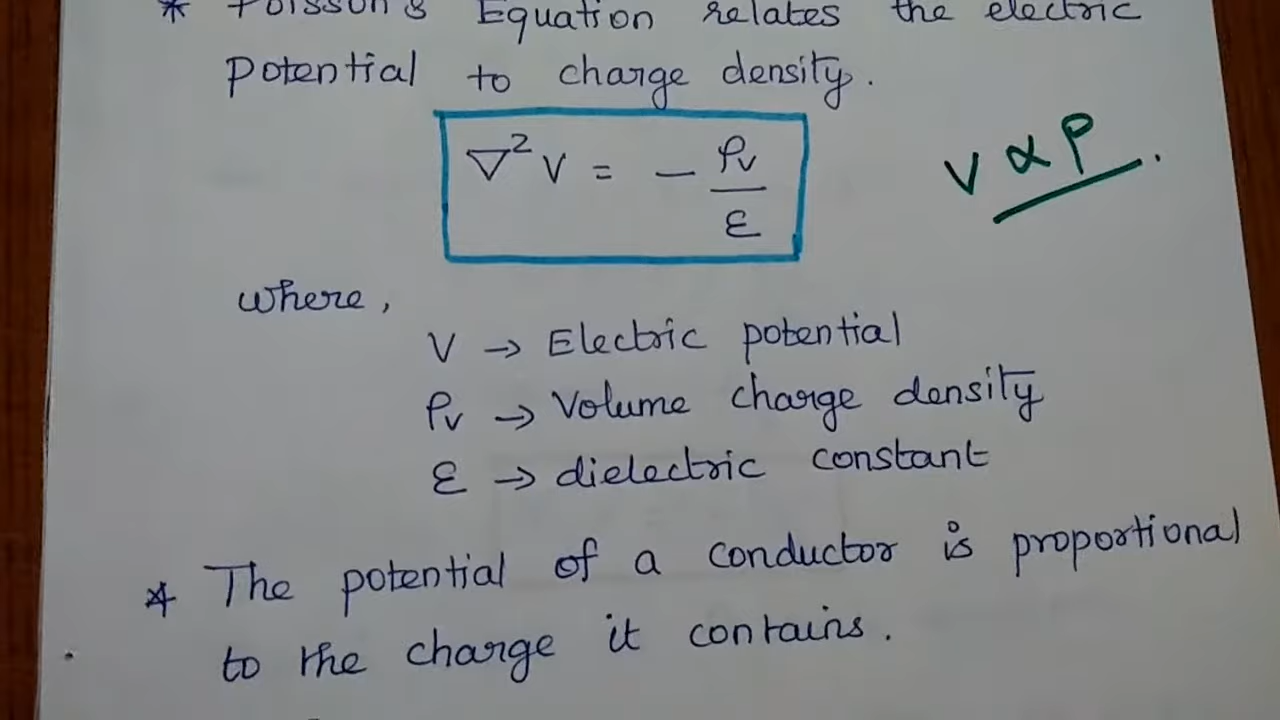 * Poisson's Equation relates the electric
potential to charge density.
∇²V = - ρv/ε
V ∝ ρ.
where,
V → Electric potential
ρv → Volume charge density
ε → dielectric constant
* The potential of a conductor is proportional
to the charge it contains.